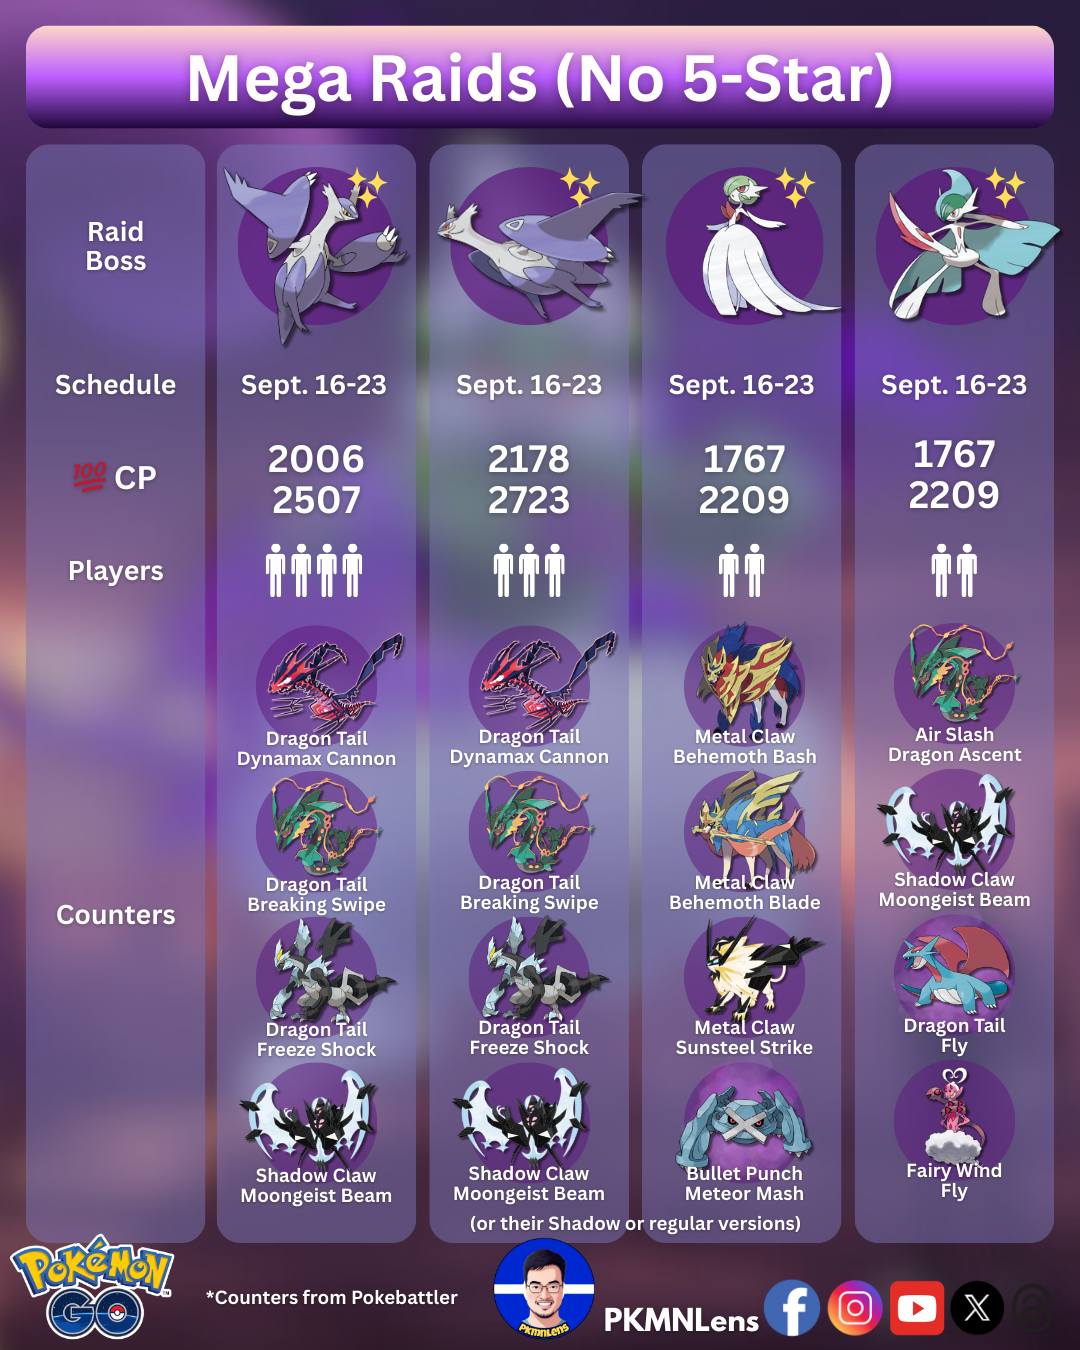 Mega Raids (No 5-Star)
Raid
Boss
Schedule
Sept. 16-23
Sept. 16-23
Sept. 16-23
Sept. 16-23
100 CP
2006
2507
2178
2723
1767
2209
1767
2209
Players
Counters
Dragon Tail
Dynamax Cannon
Dragon Tail
Dynamax Cannon
Metal Claw
Behemoth Bash
Air Slash
Dragon Ascent
Dragon Tail
Breaking Swipe
Dragon Tail
Breaking Swipe
Metal Claw
Behemoth Blade
Shadow Claw
Moongeist Beam
Dragon Tail
Freeze Shock
Dragon Tail
Freeze Shock
Metal Claw
Sunsteel Strike
Dragon Tail
Fly
Shadow Claw
Moongeist Beam
Shadow Claw
Moongeist Beam
Bullet Punch
Meteor Mash
Fairy Wind
Fly
(or their Shadow or regular versions)
POKéMON
GO
*Counters from Pokebattler
PKMNLENS
PKMNLens